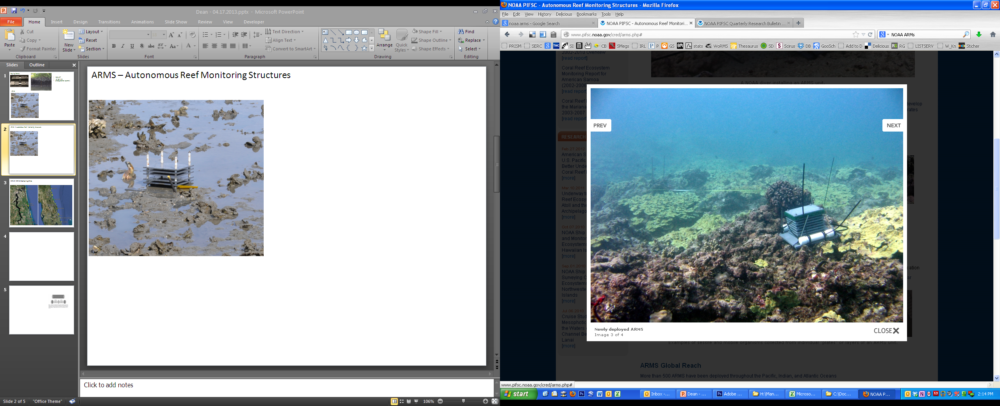 Dean - 04.17.2013.pptx - Microsoft PowerPoint
File Home Insert Design Transitions Animations Slide Show Review View Developer
Paste
Cut
Copy
Format Painter
Clipboard
New Slide
Layout
Reset
Section
Slides
18
B I U S abc AV Aa A
Font
Text Direction
Align Text
Convert to SmartArt
Paragraph
Arrange
Quick Styles
Shape Fill
Shape Outline
Shape Effects
Drawing
Find
Replace
Select
Editing
Slides Outline
1
2
3
4
5
ARMS – Autonomous Reef Monitoring Structures
Click to add notes
Slide 2 of 5 "Office Theme" 106%
NOAA PIFSC - Autonomous Reef Monitoring Structures - Mozilla Firefox
File Edit View History Delicious Bookmarks Tools Help
noaa arms - Google Search
NOAA PIFSC - Autonomous Reef Monitori...
NOAA PIFSC Quarterly Research Bulletin ...
www.pifsc.noaa.gov/cred/arms.php#
NOAA ARMs
PRISM SERC TWC SI CB SMegs IRL P GS stats WoRMS Thesaurus SD Scirus DB GooSch Add to D Delicious RG LISTSERV W_Kn Sticher
2002-2010 Overview
[read report]
Coral Reef Ecosystem
Monitoring Report for
American Samoa
(2002-2006
[read report
Coral Reef
the Mariana
2003-2007
[read report
RESEARCH
Feb.27.2012
American S
U.S. Pacific
Better Unde
Coral Reef
[more]
Mar.10.2011
Underway to
Reef Ecosy
Atoll and the
Archipelago
[more]
Oct.07.2010
NOAA Ship
and Monitor
Ecosystems
Hawaiian Is
[more]
Sep.01.2010
NOAA Ship
Surveying C
Ecosystems
Northweste
Islands
[more]
Jul.06.2010
Cruise Stud
Mesophotic
the Waters
Channel Be
Lanai
[more]
A NOAA diver installing an ARMS unit.
develop
rates
PREV
NEXT
cation
ar
Newly deployed ARMS
Image 3 of 4
CLOSE
Examples of sessile and mobile organisms collected from individual "plates" or layers of an ARMS unit.
ARMS Global Reach
More than 500 ARMS have been deployed throughout the Pacific, Indian, and Atlantic Oceans
www.pifsc.noaa.gov/cred/arms.php#
start
Inbox -... Dean - ... Adobe ... H:\Man... Microso... C:\Doc... NOAA P...
2:14 PM